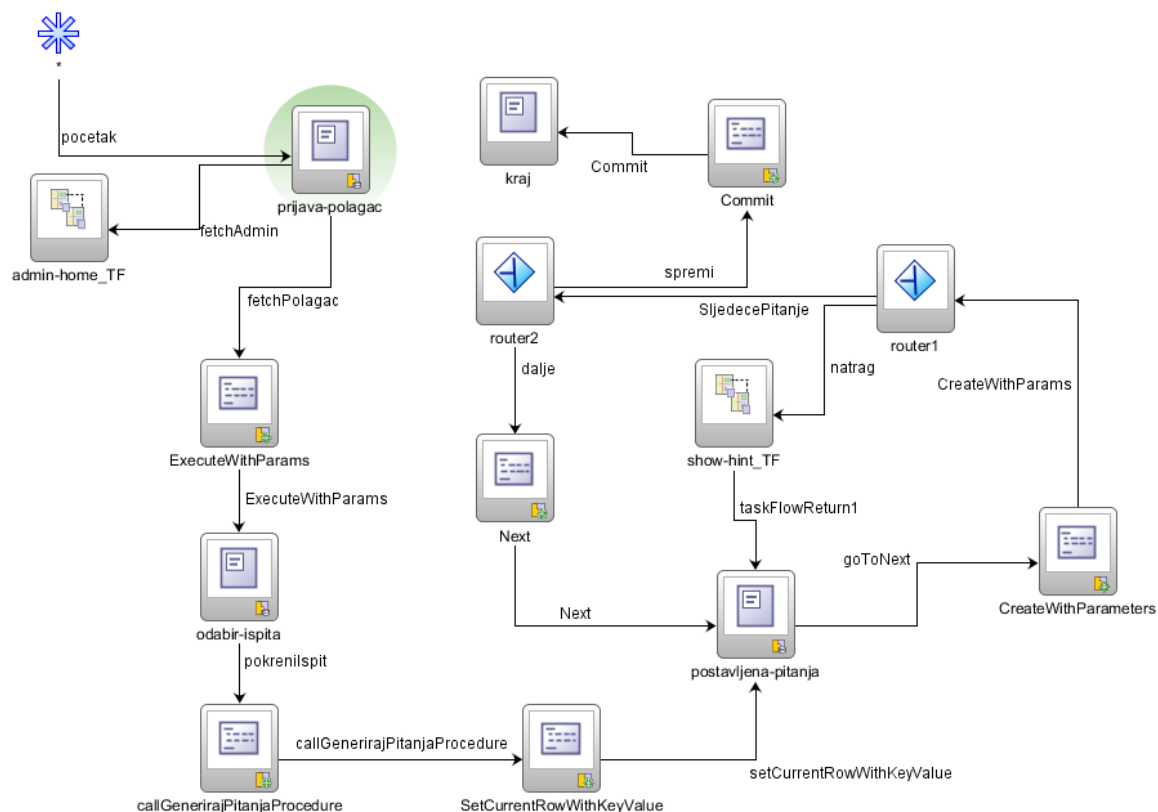 *
pocetak
prijava-polagac
fetchAdmin
admin-home_TF
fetchPolagac
ExecuteWithParams
ExecuteWithParams
odabir-ispita
pokreniIspit
callGenerirajPitanjaProcedure
callGenerirajPitanjaProcedure
SetCurrentRowWithKeyValue
setCurrentRowWithKeyValue
kraj
Commit
Commit
spremi
router2
SljedecePitanje
router1
dalje
natrag
CreateWithParams
show-hint_TF
Next
taskFlowReturn1
goToNext
Next
CreateWithParameters
postavljena-pitanja